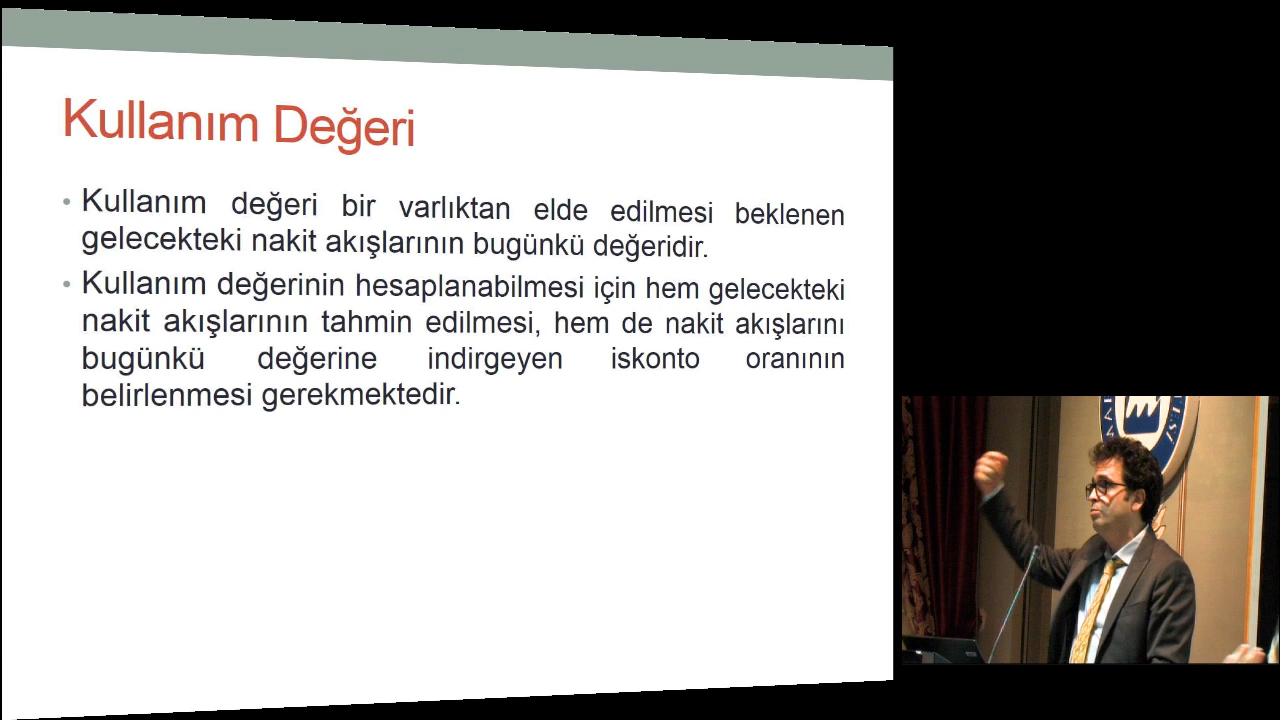 Kullanım Değeri
• Kullanım değeri bir varlıktan elde edilmesi beklenen
gelecekteki nakit akışlarının bugünkü değeridir.
• Kullanım değerinin hesaplanabilmesi için hem gelecekteki
nakit akışlarının tahmin edilmesi, hem de nakit akışlarını
bugünkü değerine indirgeyen iskonto oranının
belirlenmesi gerekmektedir.